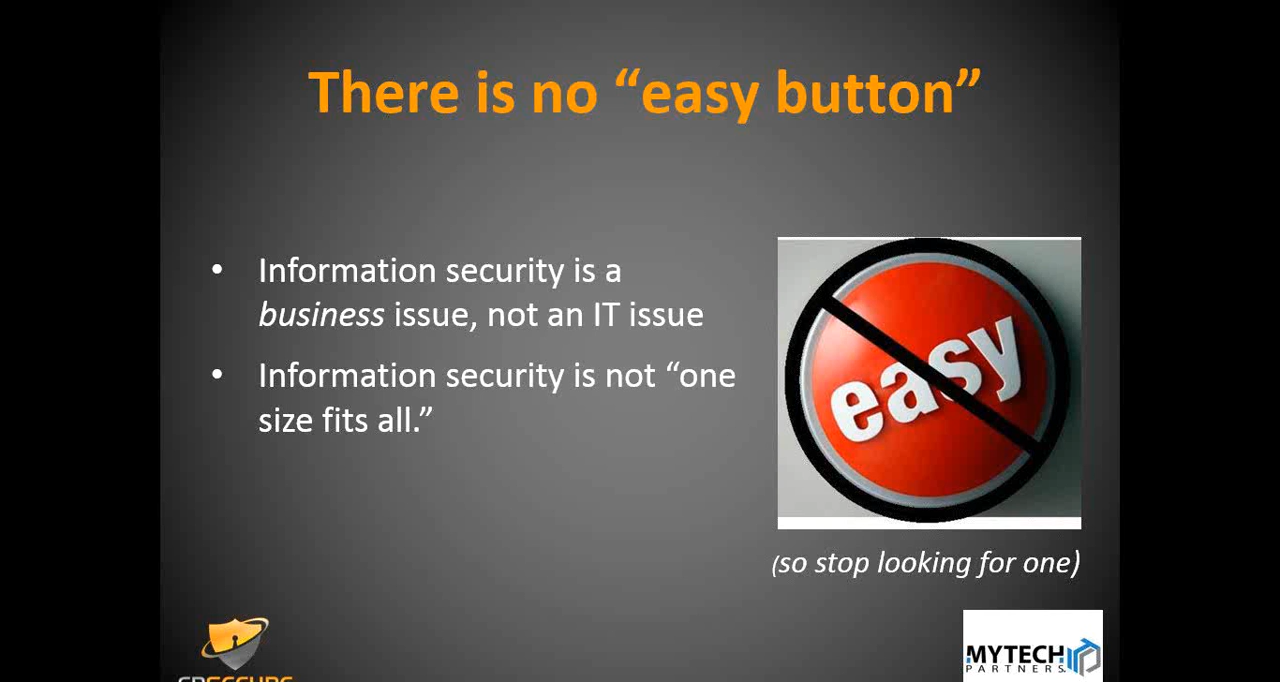 There is no “easy button”
• Information security is a
business issue, not an IT issue
• Information security is not “one
size fits all.”
easy
(so stop looking for one)
MYTECH
PARTNERS